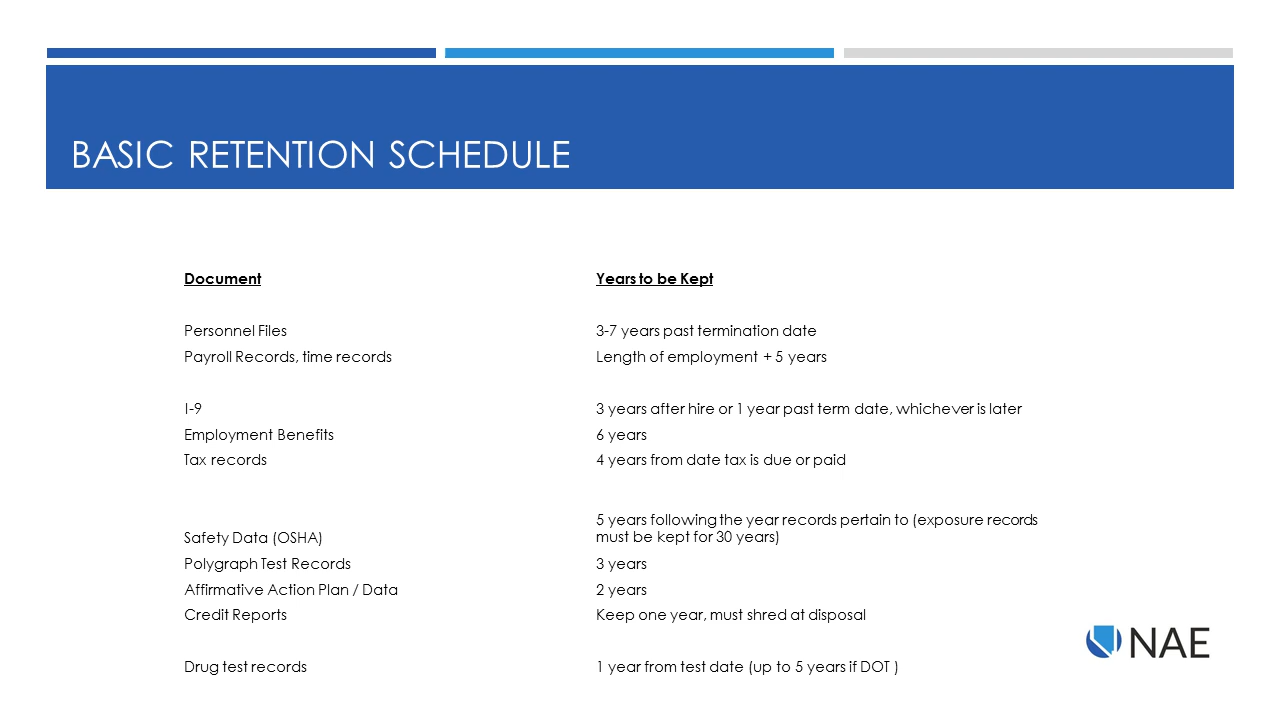 BASIC RETENTION SCHEDULE
Document Years to be Kept
Personnel Files 3-7 years past termination date
Payroll Records, time records Length of employment + 5 years
I-9 3 years after hire or 1 year past term date, whichever is later
Employment Benefits 6 years
Tax records 4 years from date tax is due or paid
5 years following the year records pertain to (exposure records
Safety Data (OSHA) must be kept for 30 years)
Polygraph Test Records 3 years
Affirmative Action Plan / Data 2 years
Credit Reports Keep one year, must shred at disposal
NAE
Drug test records 1 year from test date (up to 5 years if DOT )